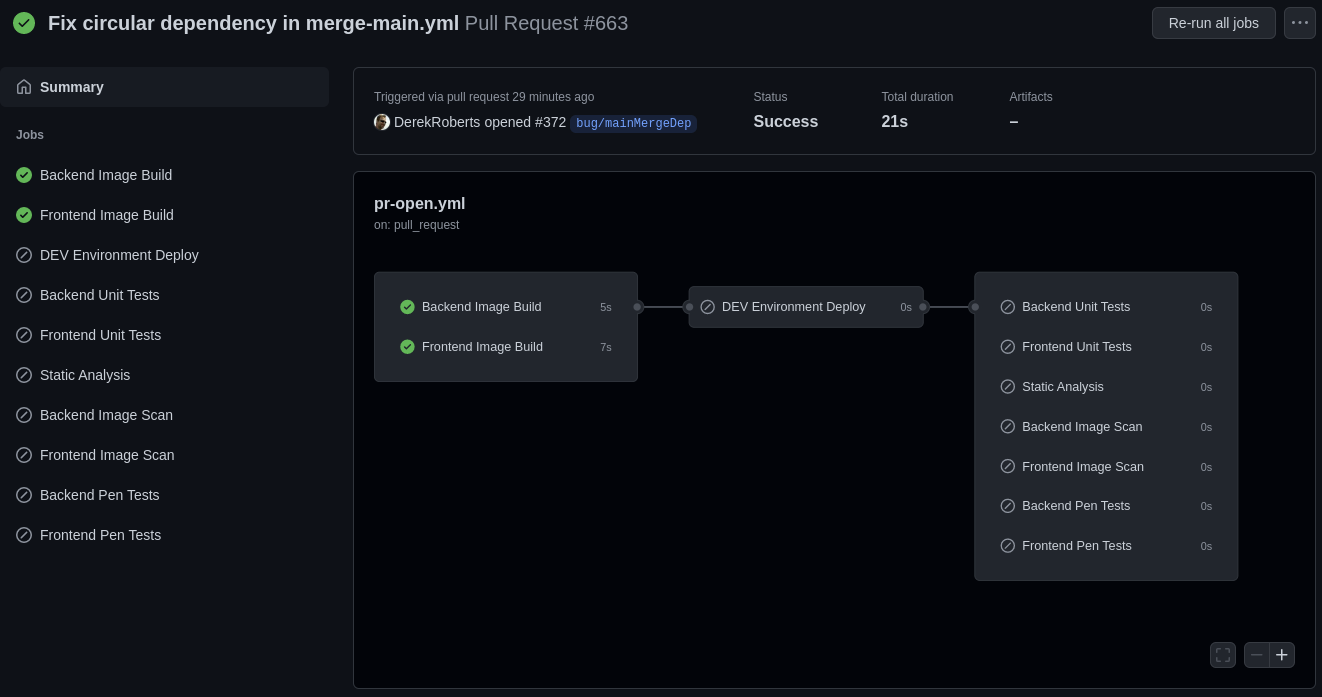 Fix circular dependency in merge-main.yml Pull Request #663
Re-run all jobs
Summary
Jobs
Backend Image Build
Frontend Image Build
DEV Environment Deploy
Backend Unit Tests
Frontend Unit Tests
Static Analysis
Backend Image Scan
Frontend Image Scan
Backend Pen Tests
Frontend Pen Tests
Triggered via pull request 29 minutes ago
DerekRoberts opened #372 bug/mainMergeDep
Status
Success
Total duration
21s
Artifacts
–
pr-open.yml
on: pull_request
Backend Image Build 5s
Frontend Image Build 7s
DEV Environment Deploy 0s
Backend Unit Tests 0s
Frontend Unit Tests 0s
Static Analysis 0s
Backend Image Scan 0s
Frontend Image Scan 0s
Backend Pen Tests 0s
Frontend Pen Tests 0s